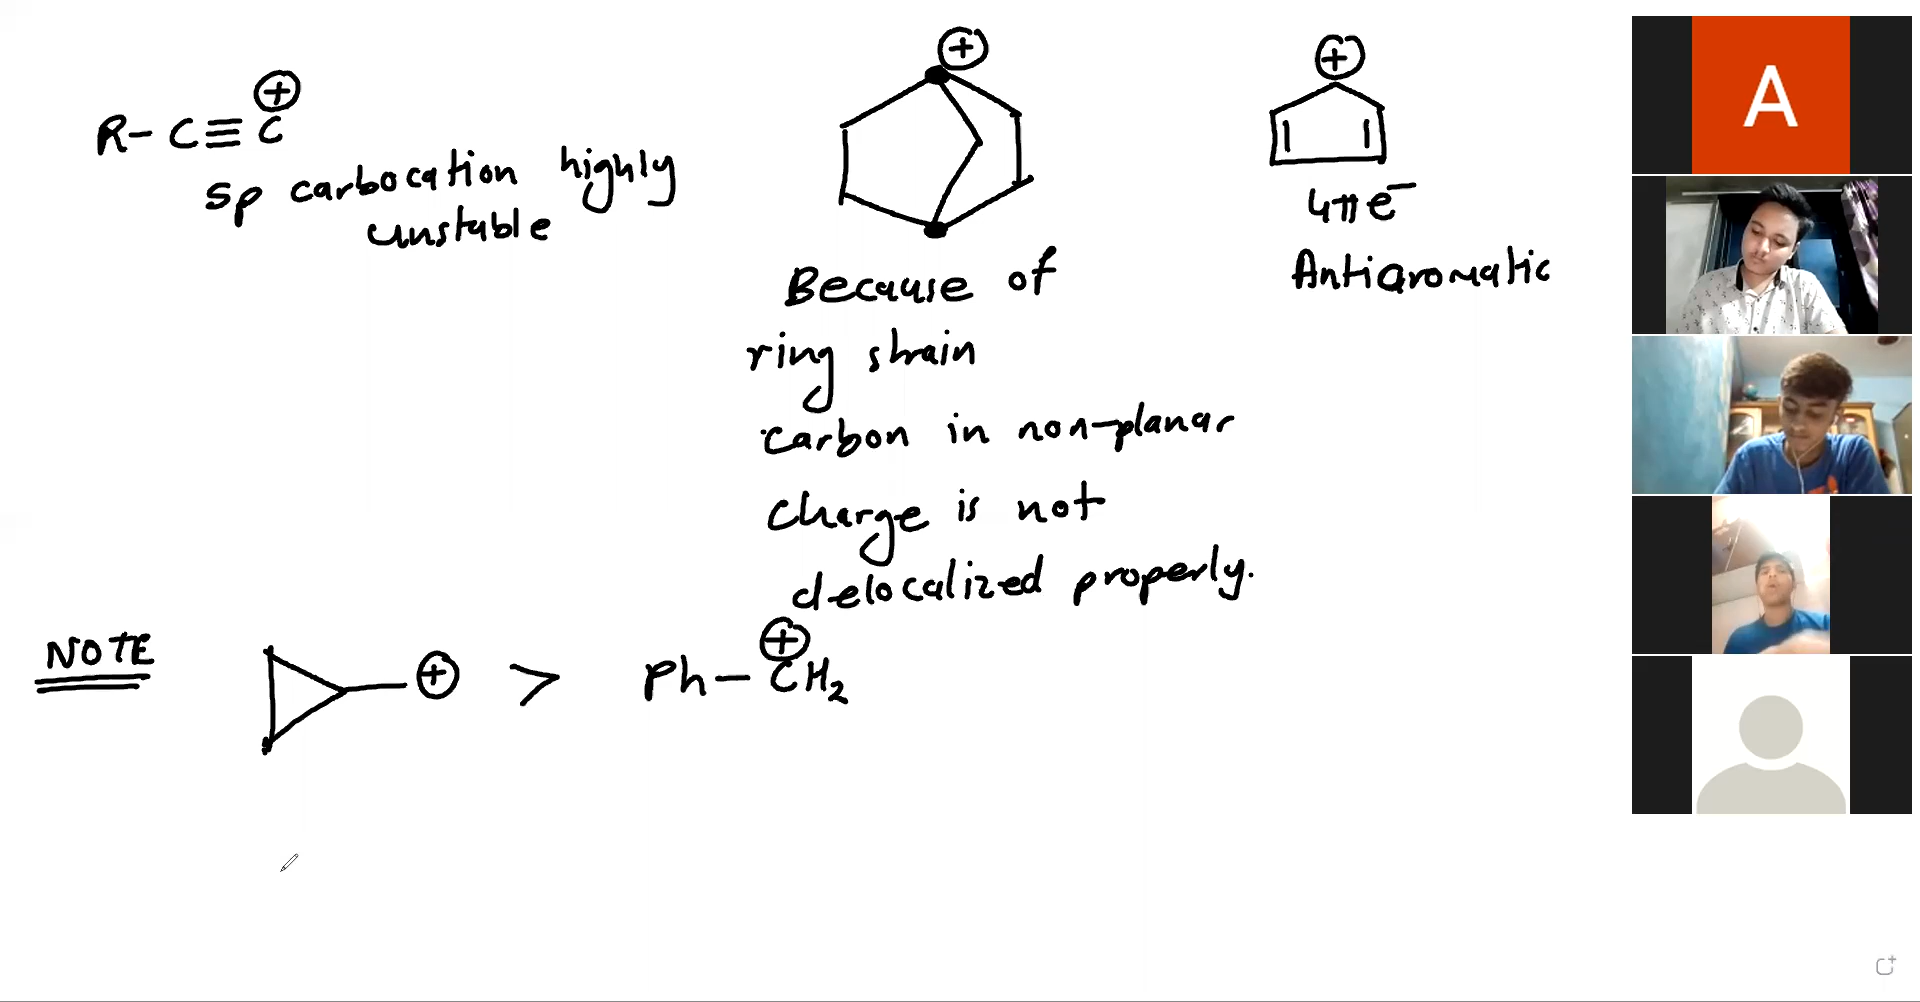 R-C≡C⊕
sp carbocation highly
unstable
⊕
Because of
ring strain
carbon in non-planar
charge is not
delocalized properly.
⊕
4πe⁻
Antiaromatic
NOTE
⊕ > Ph-C⊕H₂
A